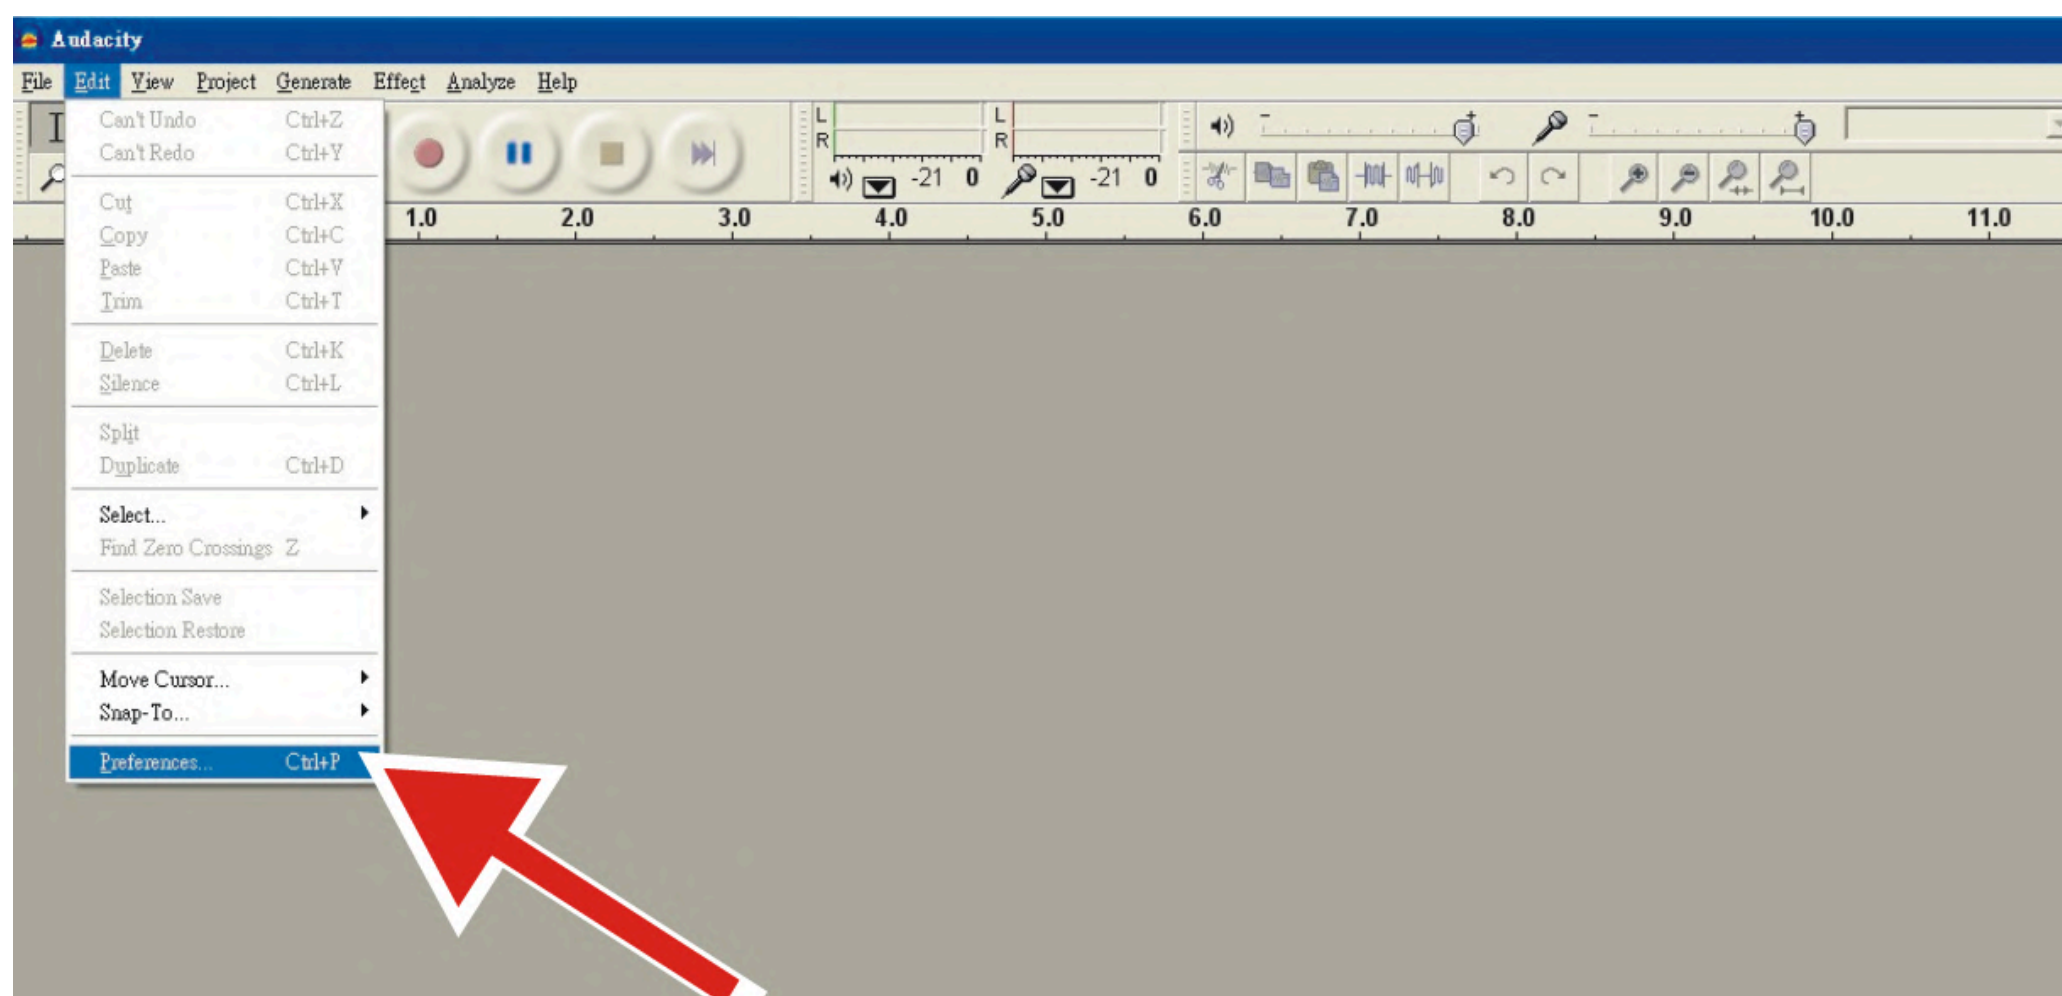 Audacity
File Edit View Project Generate Effect Analyze Help
Can't Undo Ctrl+Z
Can't Redo Ctrl+Y
Cut Ctrl+X
Copy Ctrl+C
Paste Ctrl+V
Trim Ctrl+T
Delete Ctrl+K
Silence Ctrl+L
Split
Duplicate Ctrl+D
Select...
Find Zero Crossings Z
Selection Save
Selection Restore
Move Cursor...
Snap-To...
Preferences... Ctrl+P
L L
R R
-21 0 -21 0
1.0 2.0 3.0 4.0 5.0 6.0 7.0 8.0 9.0 10.0 11.0